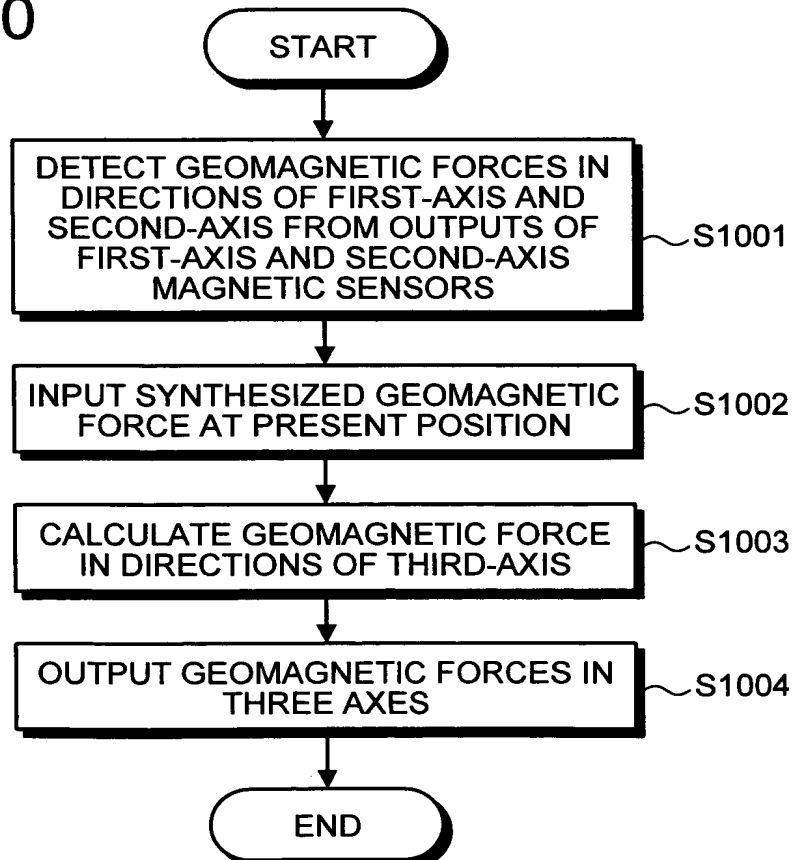 0
START
DETECT GEOMAGNETIC FORCES IN
DIRECTIONS OF FIRST-AXIS AND
SECOND-AXIS FROM OUTPUTS OF
FIRST-AXIS AND SECOND-AXIS
MAGNETIC SENSORS
S1001
INPUT SYNTHESIZED GEOMAGNETIC
FORCE AT PRESENT POSITION
S1002
CALCULATE GEOMAGNETIC FORCE
IN DIRECTIONS OF THIRD-AXIS
S1003
OUTPUT GEOMAGNETIC FORCES IN
THREE AXES
S1004
END